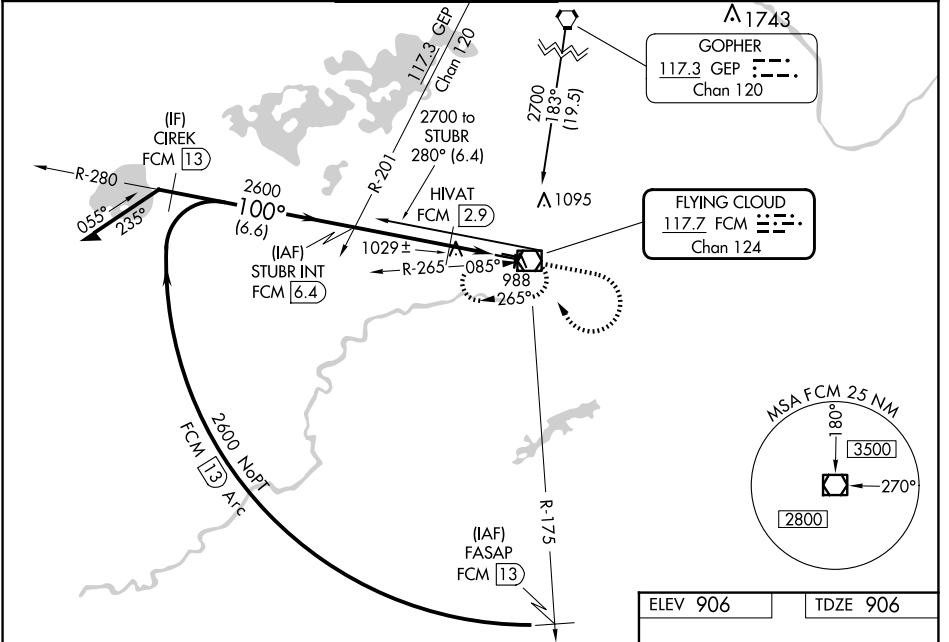 1743
GOPHER
117.3 GEP
Chan 120
117.3 GEP
Chan 120
2700
183°
(19.5)
2700 to
STUBR
280° (6.4)
(IF)
CIREK
FCM 13
R-280
R-201
055°
235°
2600
100°
(6.6)
HIVAT
FCM 2.9
1095
FLYING CLOUD
117.7 FCM
Chan 124
(IAF)
STUBR INT
FCM 6.4
1029 ±
R-265
085°
988
265°
2600 NoPT
FCM 13 Arc
R-175
(IAF)
FASAP
FCM 13
MSA FCM 25 NM
180°
3500
270°
2800
ELEV 906
TDZE 906